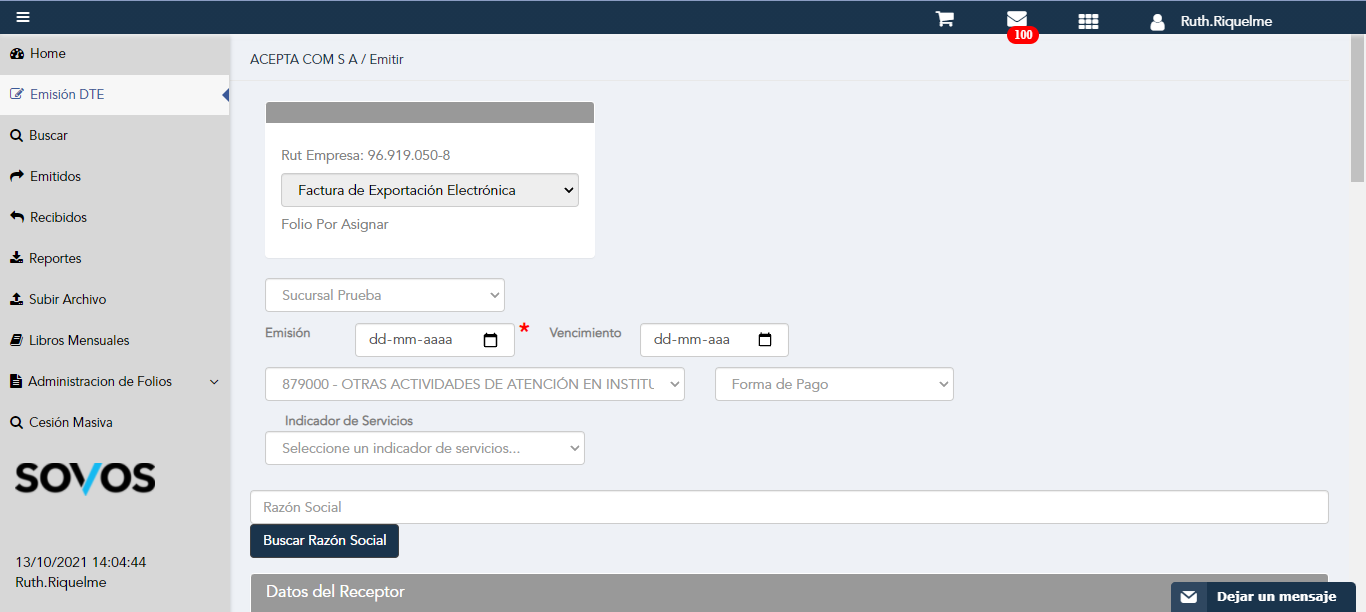 100
Ruth.Riquelme
Home
Emisión DTE
Buscar
Emitidos
Recibidos
Reportes
Subir Archivo
Libros Mensuales
Administracion de Folios
Cesión Masiva
SOVOS
13/10/2021 14:04:44
Ruth.Riquelme
ACEPTA COM S A / Emitir
Rut Empresa: 96.919.050-8
Factura de Exportación Electrónica
Folio Por Asignar
Sucursal Prueba
Emisión dd-mm-aaaa * Vencimiento dd-mm-aaa
879000 - OTRAS ACTIVIDADES DE ATENCIÓN EN INSTITU Forma de Pago
Indicador de Servicios
Seleccione un indicador de servicios...
Razón Social
Buscar Razón Social
Datos del Receptor
Dejar un mensaje